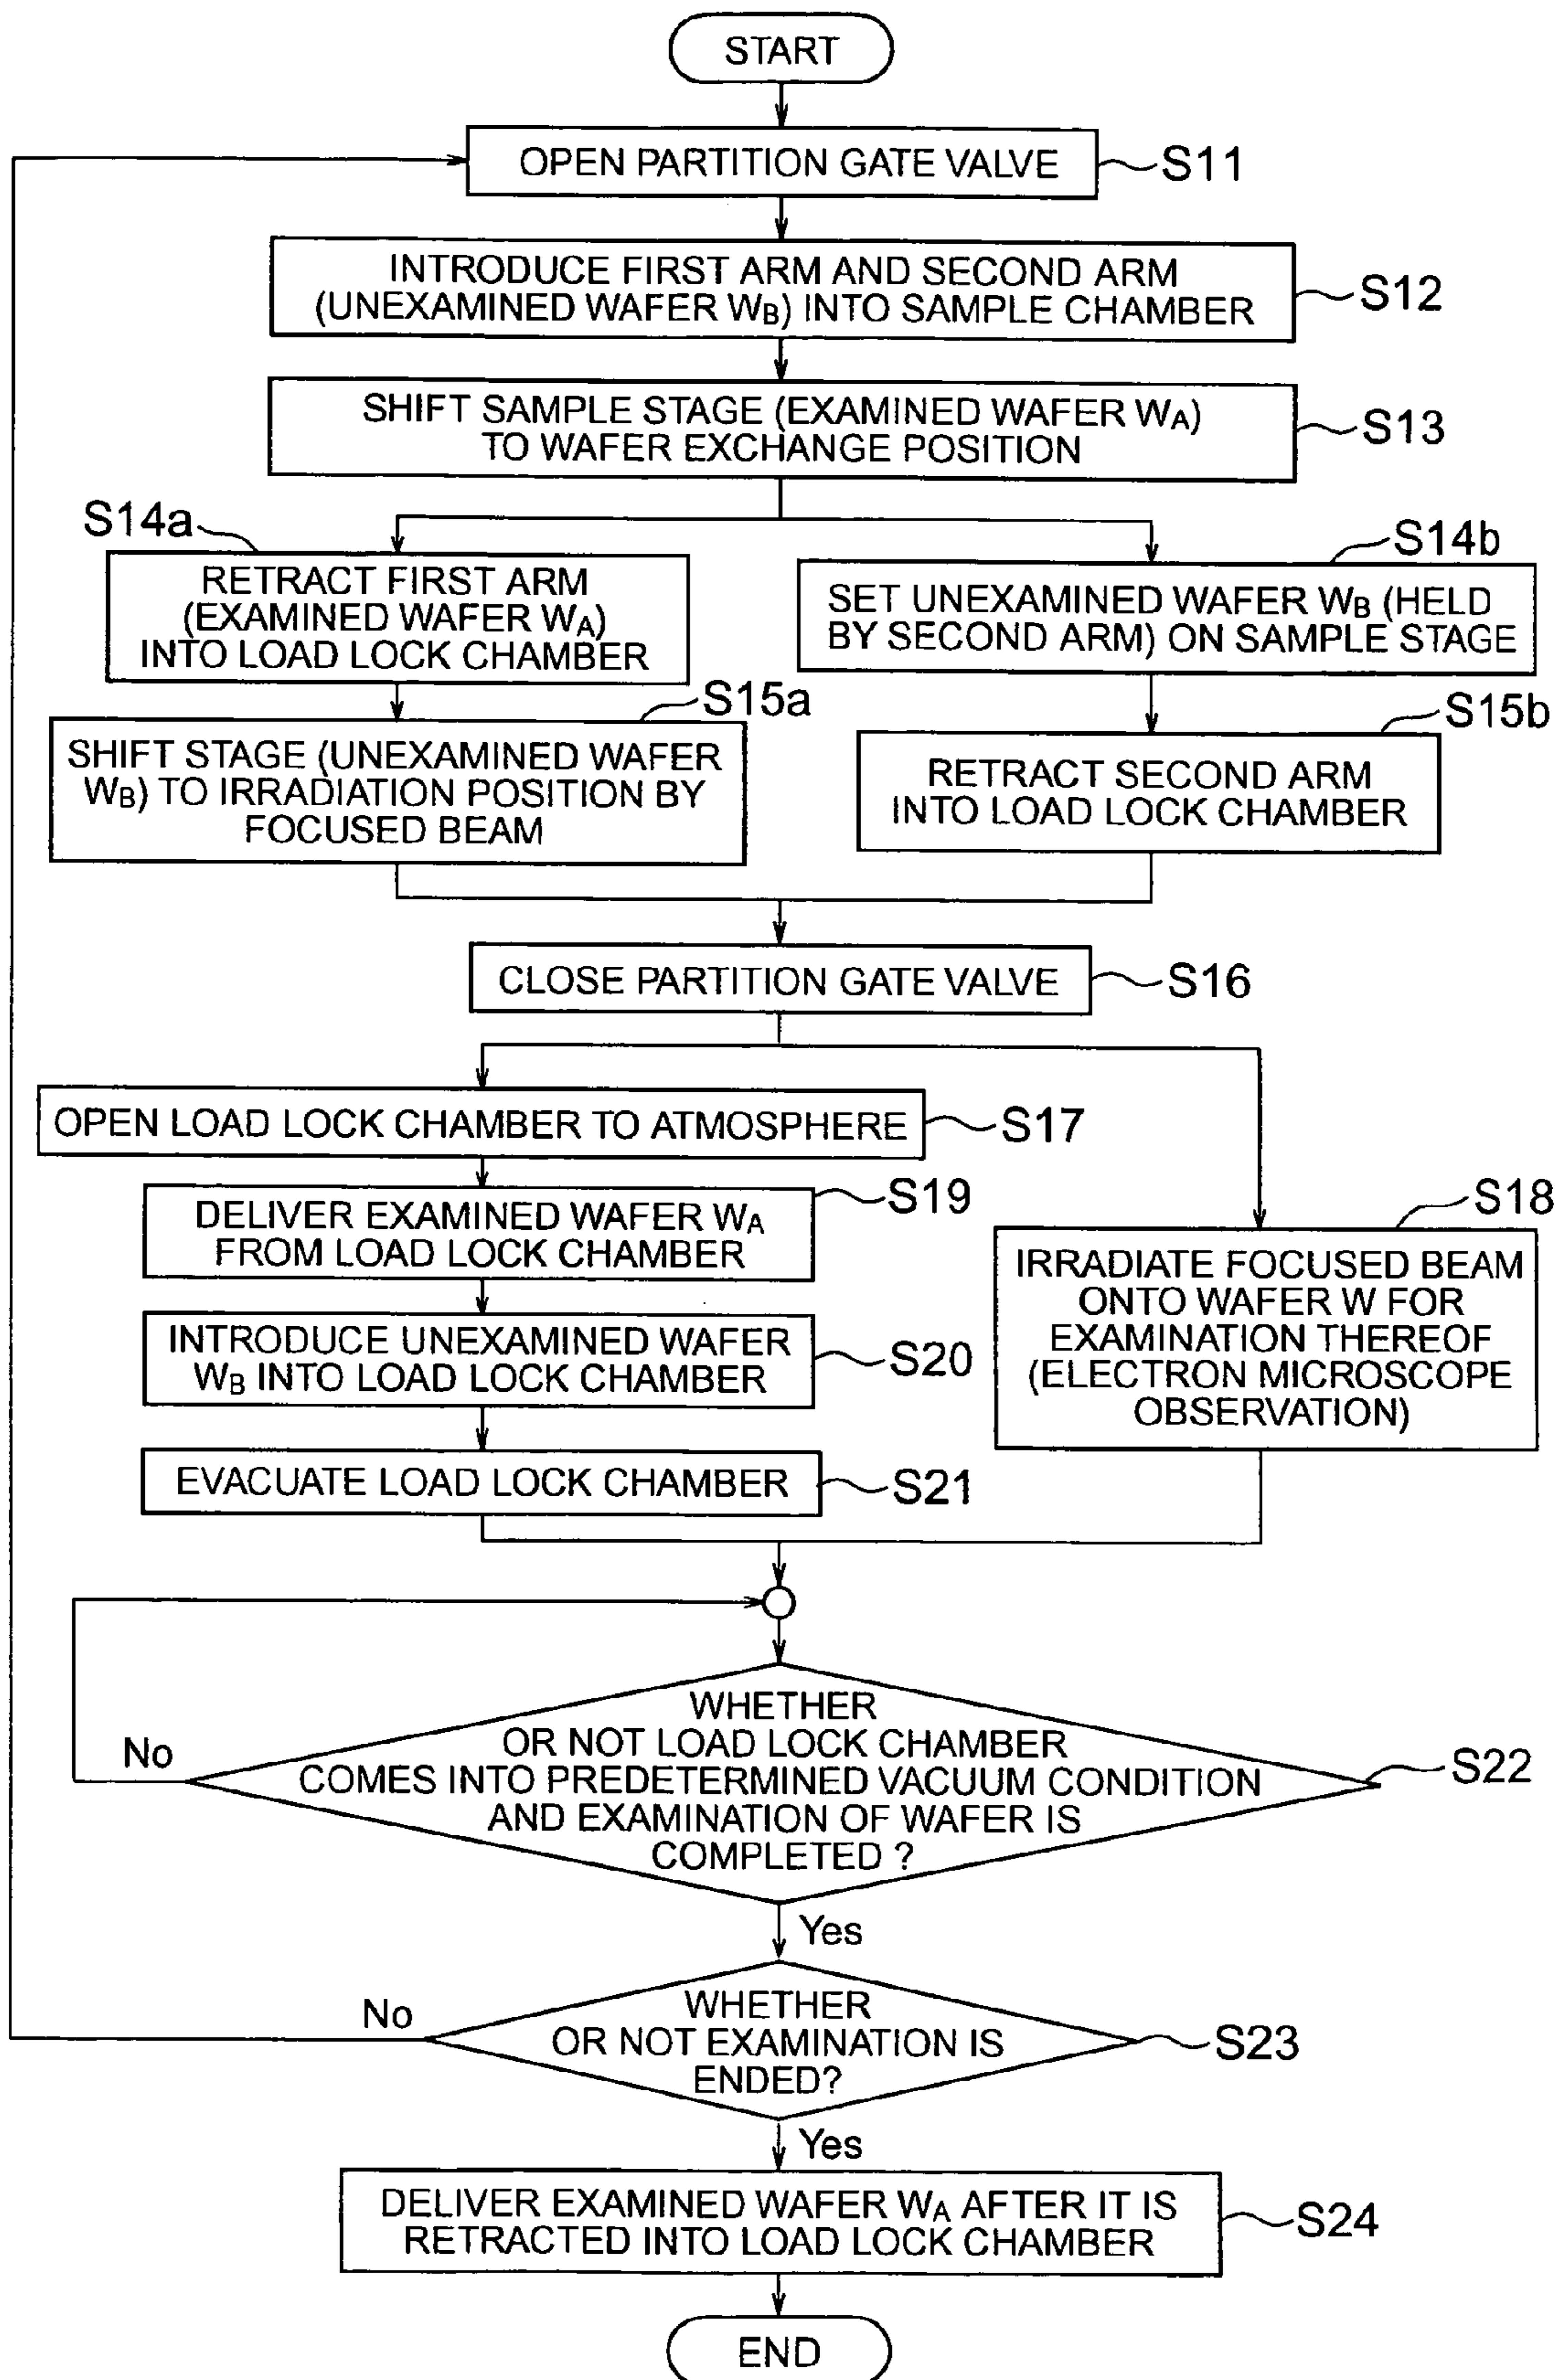 START
OPEN PARTITION GATE VALVE
S11
INTRODUCE FIRST ARM AND SECOND ARM
(UNEXAMINED WAFER WB) INTO SAMPLE CHAMBER
S12
SHIFT SAMPLE STAGE (EXAMINED WAFER WA)
TO WAFER EXCHANGE POSITION
S13
S14a
RETRACT FIRST ARM
(EXAMINED WAFER WA)
INTO LOAD LOCK CHAMBER
S14b
SET UNEXAMINED WAFER WB (HELD
BY SECOND ARM) ON SAMPLE STAGE
S15a
SHIFT STAGE (UNEXAMINED WAFER
WB) TO IRRADIATION POSITION BY
FOCUSED BEAM
S15b
RETRACT SECOND ARM
INTO LOAD LOCK CHAMBER
CLOSE PARTITION GATE VALVE
S16
OPEN LOAD LOCK CHAMBER TO ATMOSPHERE
S17
DELIVER EXAMINED WAFER WA
FROM LOAD LOCK CHAMBER
S19
INTRODUCE UNEXAMINED WAFER
WB INTO LOAD LOCK CHAMBER
S20
EVACUATE LOAD LOCK CHAMBER
S21
S18
IRRADIATE FOCUSED BEAM
ONTO WAFER W FOR
EXAMINATION THEREOF
(ELECTRON MICROSCOPE
OBSERVATION)
WHETHER
OR NOT LOAD LOCK CHAMBER
COMES INTO PREDETERMINED VACUUM CONDITION
AND EXAMINATION OF WAFER IS
COMPLETED ?
No
S22
Yes
WHETHER
OR NOT EXAMINATION IS
ENDED?
No
S23
Yes
DELIVER EXAMINED WAFER WA AFTER IT IS
RETRACTED INTO LOAD LOCK CHAMBER
S24
END